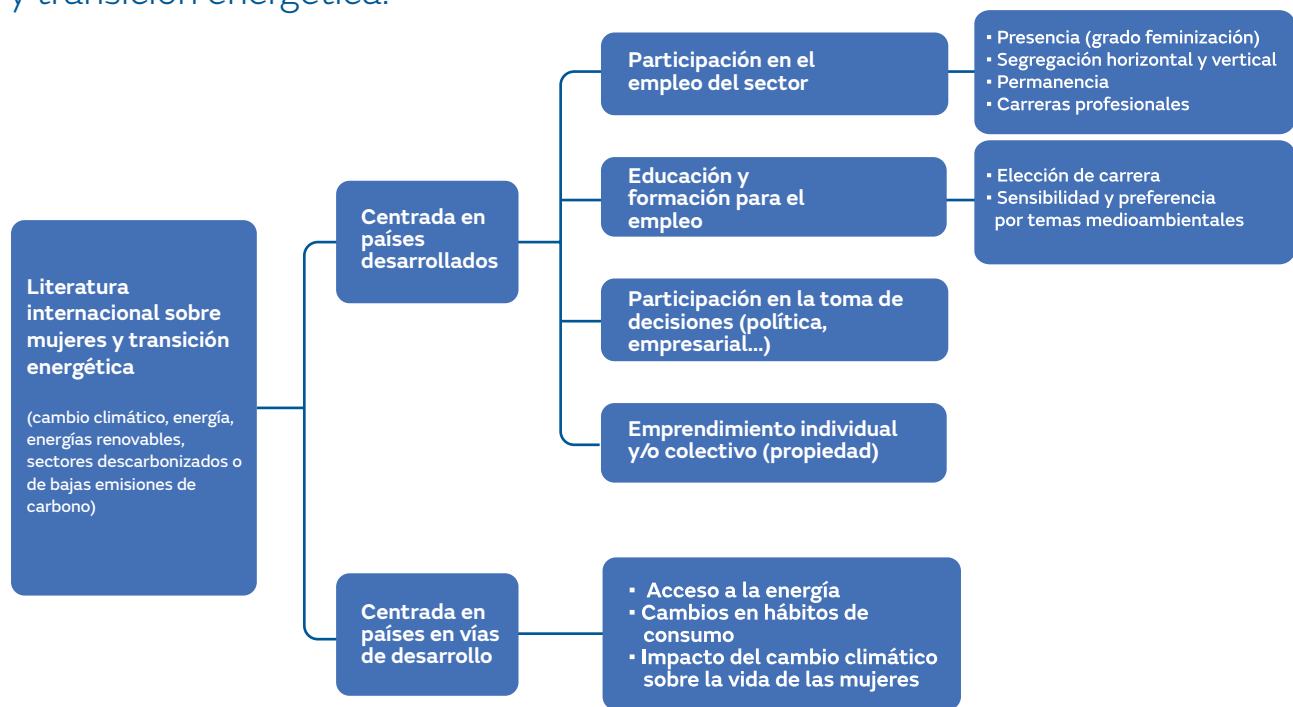 y transición energética.
Literatura
internacional sobre
mujeres y transición
energética
(cambio climático, energía,
energías renovables,
sectores descarbonizados o
de bajas emisiones de
carbono)
Centrada en
países
desarrollados
Participación en el
empleo del sector
▪ Presencia (grado feminización)
▪ Segregación horizontal y vertical
▪ Permanencia
▪ Carreras profesionales
Educación y
formación para el
empleo
▪ Elección de carrera
▪ Sensibilidad y preferencia
por temas medioambientales
Participación en la toma de
decisiones (política,
empresarial...)
Emprendimiento individual
y/o colectivo (propiedad)
Centrada en
países en vías
de desarrollo
▪ Acceso a la energía
▪ Cambios en hábitos de
consumo
▪ Impacto del cambio climático
sobre la vida de las mujeres